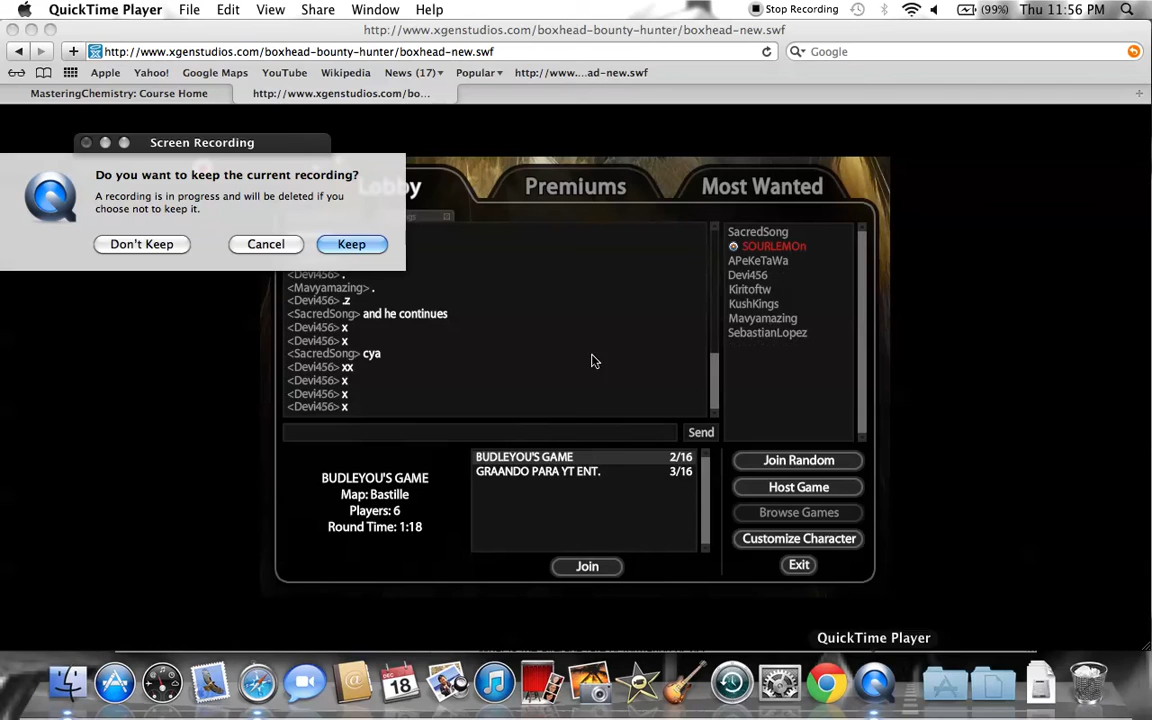 QuickTime Player File Edit View Share Window Help Stop Recording (99%) Thu 11:56 PM
http://www.xgenstudios.com/boxhead-bounty-hunter/boxhead-new.swf
http://www.xgenstudios.com/boxhead-bounty-hunter/boxhead-new.swf Google
Apple Yahoo! Google Maps YouTube Wikipedia News (17) Popular http://www....ad-new.swf
MasteringChemistry: Course Home http://www.xgenstudios.com/bo...
Screen Recording
Do you want to keep the current recording?
A recording is in progress and will be deleted if you
choose not to keep it.
Don't Keep Cancel Keep
Lobby Premiums Most Wanted
<Devi456> .
<Mavyamazing> .
<Devi456> .z
<SacredSong> and he continues
<Devi456> x
<Devi456> x
<SacredSong> cya
<Devi456> xx
<Devi456> x
<Devi456> x
<Devi456> x
Send
SacredSong
SOURLEMOn
APeKeTaWa
Devi456
Kiritoftw
KushKings
Mavyamazing
SebastianLopez
BUDLEYOU'S GAME
Map: Bastille
Players: 6
Round Time: 1:18
BUDLEYOU'S GAME 2/16
GRAANDO PARA YT ENT. 3/16
Join
Join Random
Host Game
Browse Games
Customize Character
Exit
QuickTime Player
DEC
18